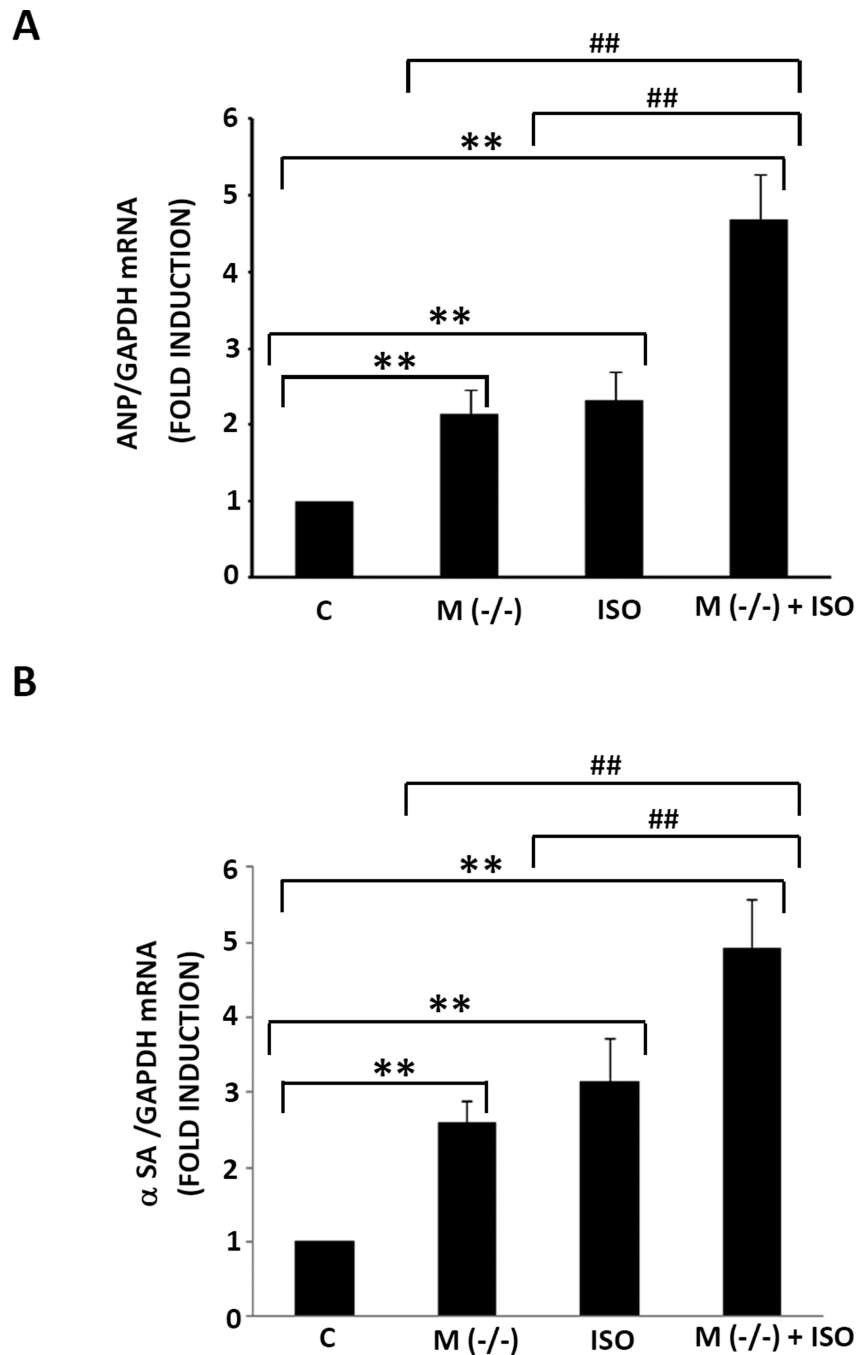 A
##
##
**
**
**
6
5
4
3
2
1
0
ANP/GAPDH mRNA
(FOLD INDUCTION)
C
M (-/-)
ISO
M (-/-) + ISO
B
##
##
**
**
**
6
5
4
3
2
1
0
α SA /GAPDH mRNA
(FOLD INDUCTION)
C
M (-/-)
ISO
M (-/-) + ISO